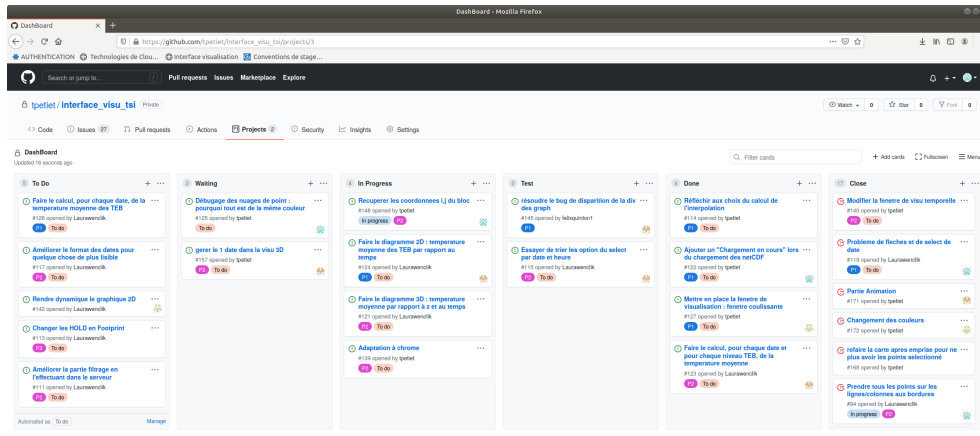 DashBoard - Mozilla Firefox
DashBoard
https://github.com/tpetiet/interface_visu_tsi/projects/3
AUTHENTICATION Technologies de Clou... Interface visualisation Conventions de stage...
Search or jump to... Pull requests Issues Marketplace Explore
tpetiet / interface_visu_tsi Private
Watch 0 Star 0 Fork 0
Code Issues 27 Pull requests Actions Projects 2 Security Insights Settings
DashBoard
Updated 16 seconds ago
Filter cards + Add cards Fullscreen Menu
5 To Do
Faire le calcul, pour chaque date, de la
temperature moyenne des TEB
#126 opened by Laurawenclik
P1 To do
Améliorer le format des dates pour
quelque chose de plus lisible
#117 opened by Laurawenclik
P2 To do
Rendre dynamique le graphique 2D
#142 opened by Laurawenclik
Changer les HOLD en Footprint
#113 opened by Laurawenclik
P2 To do
Améliorer la partie filtrage en
l'effectuant dans le serveur
#111 opened by Laurawenclik
P2 To do
Automated as To do Manage
2 Waiting
Débugage des nuages de point :
pourquoi tout est de la même couleur
#125 opened by tpetiet
To do
gerer le 1 date dans la visu 3D
#157 opened by tpetiet
P2 To do
4 In Progress
Recuperer les coordonnees i,j du bloc
#148 opened by tpetiet
In progress P2
Faire le diagramme 2D : temperature
moyenne des TEB par rapport au
temps
#124 opened by Laurawenclik
P1 To do
Faire le diagramme 3D : temperature
moyenne par rapport à z et au temps
#121 opened by Laurawenclik
P2 To do
Adaptation à chrome
#139 opened by tpetiet
P2 To do
2 Test
résoudre le bug de disparition de la div
des graph
#145 opened by felixquinton1
P1
Essayer de trier les option du select
par date et heure
#115 opened by Laurawenclik
P2 To do
4 Done
Réfléchir aux choix du calcul de
l'interpolation
#114 opened by tpetiet
P1 To do
Ajouter un "Chargement en cours" lors
du chargement des netCDF
#122 opened by tpetiet
P1 To do
Mettre en place la fenetre de
visualisation : fenetre coulissante
#127 opened by tpetiet
P1 To do
Faire le calcul, pour chaque date et
pour chaque niveau TEB, de la
temperature moyenne
#123 opened by Laurawenclik
P2 To do
17 Close
Modifier la fenetre de visu temporelle
#140 opened by tpetiet
P2 To do
Probleme de fleches et de select de
date
#119 opened by Laurawenclik
P1 To do
Partie Animation
#171 opened by tpetiet
Changement des couleurs
#172 opened by tpetiet
refaire la carte apres emprise pour ne
plus avoir les points selectionné
#168 opened by tpetiet
Prendre tous les points sur les
lignes/colonnes aux bordures
#94 opened by Laurawenclik
In progress P2